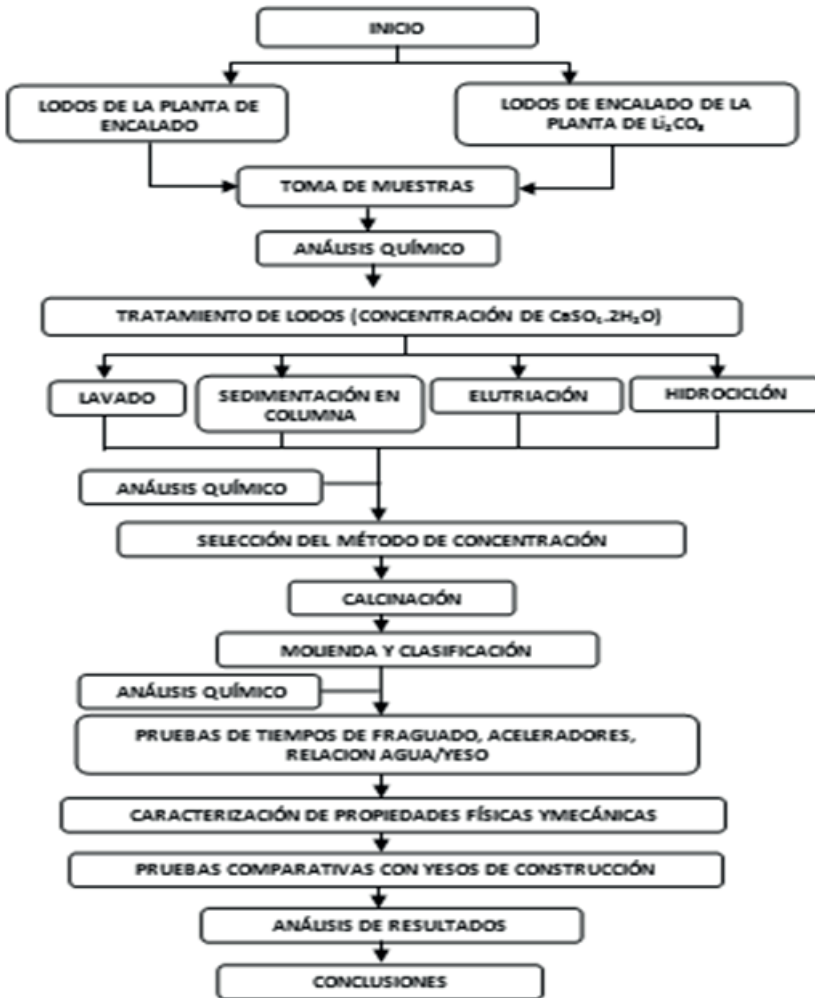 INICIO
LODOS DE LA PLANTA DE
ENCALADO
LODOS DE ENCALADO DE LA
PLANTA DE Li₂CO₃
TOMA DE MUESTRAS
ANÁLISIS QUÍMICO
TRATAMIENTO DE LODOS (CONCENTRACIÓN DE CaSO₄.2H₂O)
LAVADO
SEDIMENTACIÓN EN
COLUMNA
ELUTRIACIÓN
HIDROCICLÓN
ANÁLISIS QUÍMICO
SELECCIÓN DEL MÉTODO DE CONCENTRACIÓN
CALCINACIÓN
MOLIENDA Y CLASIFICACIÓN
ANÁLISIS QUÍMICO
PRUEBAS DE TIEMPOS DE FRAGUADO, ACELERADORES,
RELACION AGUA/YESO
CARACTERIZACIÓN DE PROPIEDADES FÍSICAS YMECÁNICAS
PRUEBAS COMPARATIVAS CON YESOS DE CONSTRUCCIÓN
ANÁLISIS DE RESULTADOS
CONCLUSIONES